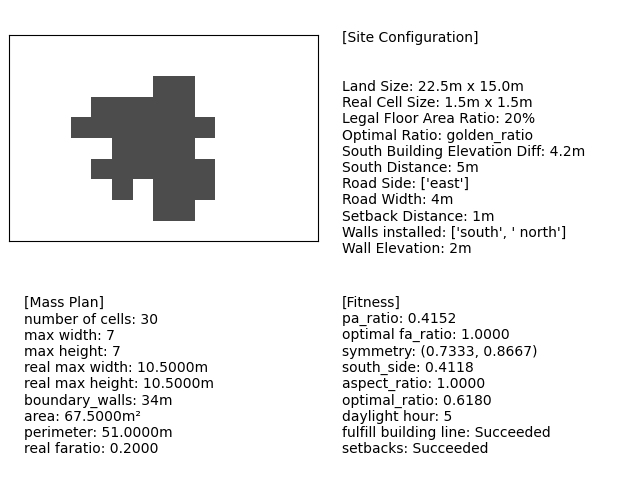 [Site Configuration]
Land Size: 22.5m x 15.0m
Real Cell Size: 1.5m x 1.5m
Legal Floor Area Ratio: 20%
Optimal Ratio: golden_ratio
South Building Elevation Diff: 4.2m
South Distance: 5m
Road Side: ['east']
Road Width: 4m
Setback Distance: 1m
Walls installed: ['south', ' north']
Wall Elevation: 2m
[Mass Plan]
number of cells: 30
max width: 7
max height: 7
real max width: 10.5000m
real max height: 10.5000m
boundary_walls: 34m
area: 67.5000m²
perimeter: 51.0000m
real faratio: 0.2000
[Fitness]
pa_ratio: 0.4152
optimal fa_ratio: 1.0000
symmetry: (0.7333, 0.8667)
south_side: 0.4118
aspect_ratio: 1.0000
optimal_ratio: 0.6180
daylight hour: 5
fulfill building line: Succeeded
setbacks: Succeeded